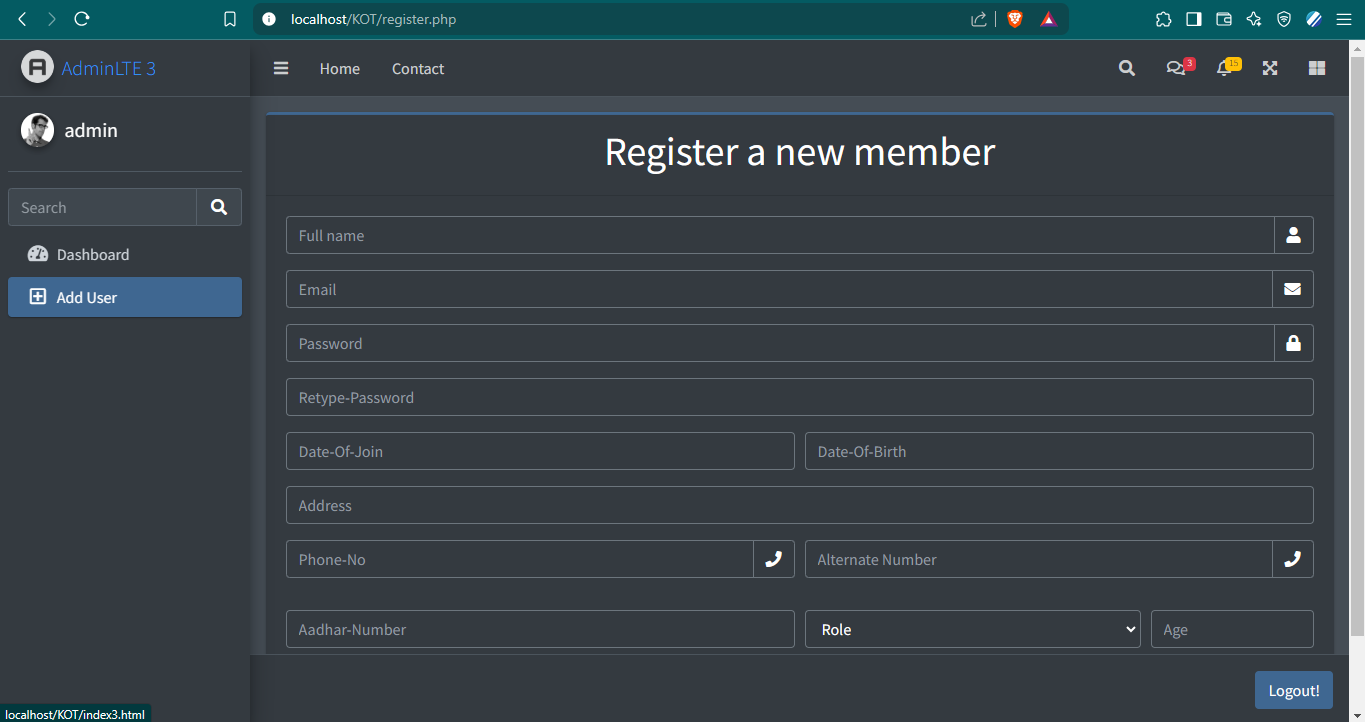 localhost/KOT/register.php
AdminLTE 3
Home
Contact
3
15
admin
Register a new member
Search
Full name
Dashboard
Email
Add User
Password
Retype-Password
Date-Of-Join
Date-Of-Birth
Address
Phone-No
Alternate Number
Aadhar-Number
Role
Age
Logout!
localhost/KOT/index3.html